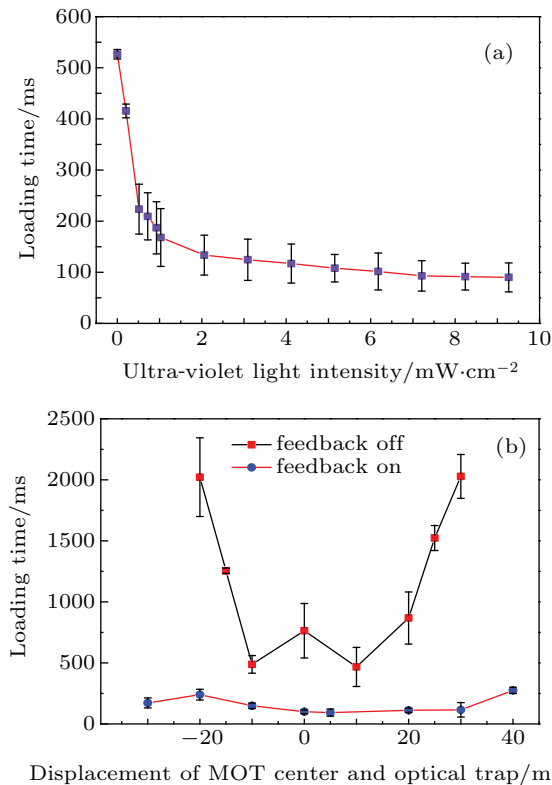 600
500
400
300
200
100
0
(a)
Loading time/ms
0 2 4 6 8 10
Ultra-violet light intensity/mW·cm−2
2500
2000
1500
1000
500
0
feedback off
feedback on
(b)
Loading time/ms
−20 0 20 40
Displacement of MOT center and optical trap/m